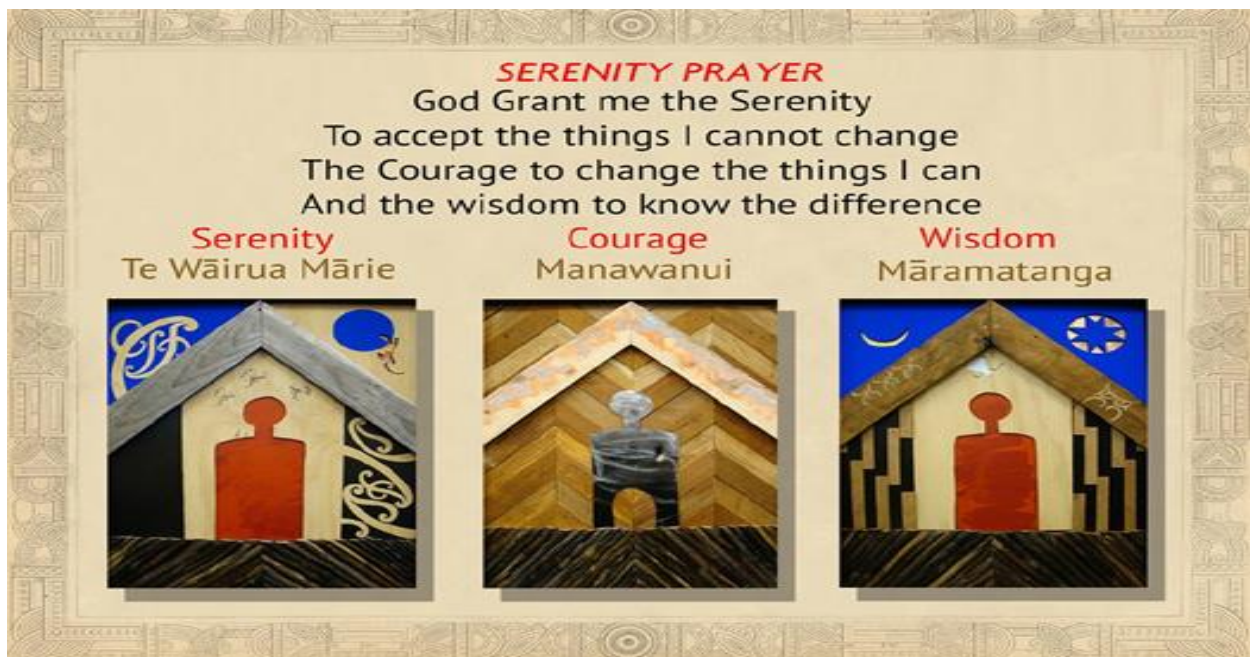 SERENITY PRAYER
God Grant me the Serenity
To accept the things I cannot change
The Courage to change the things I can
And the wisdom to know the difference
Serenity
Te Wāirua Mārie
Courage
Manawanui
Wisdom
Māramatanga